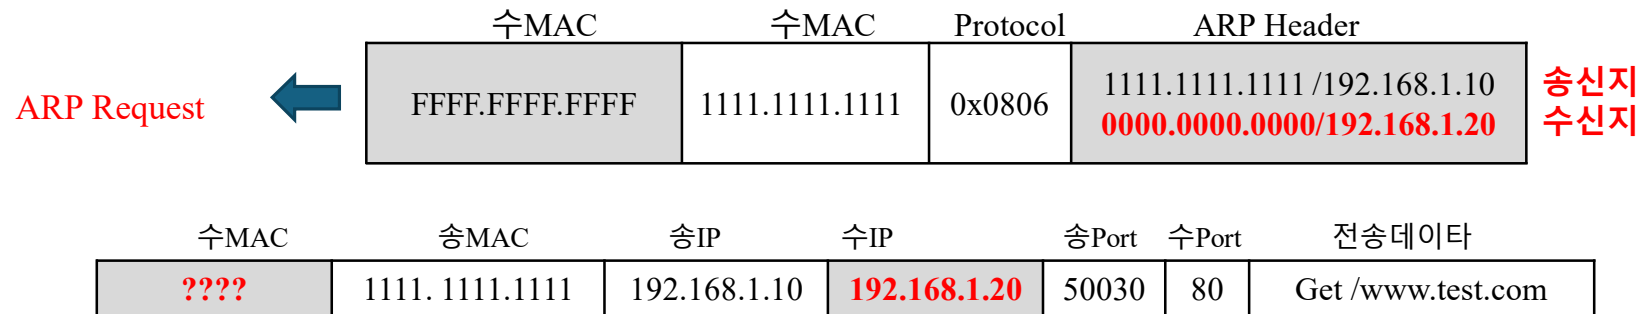 수MAC 수MAC Protocol ARP Header
ARP Request FFFF.FFFF.FFFF 1111.1111.1111 0x0806 1111.1111.1111 /192.168.1.10 송신지
0000.0000.0000/192.168.1.20 수신지
수MAC 송MAC 송IP 수IP 송Port 수Port 전송데이타
???? 1111. 1111.1111 192.168.1.10 192.168.1.20 50030 80 Get /www.test.com